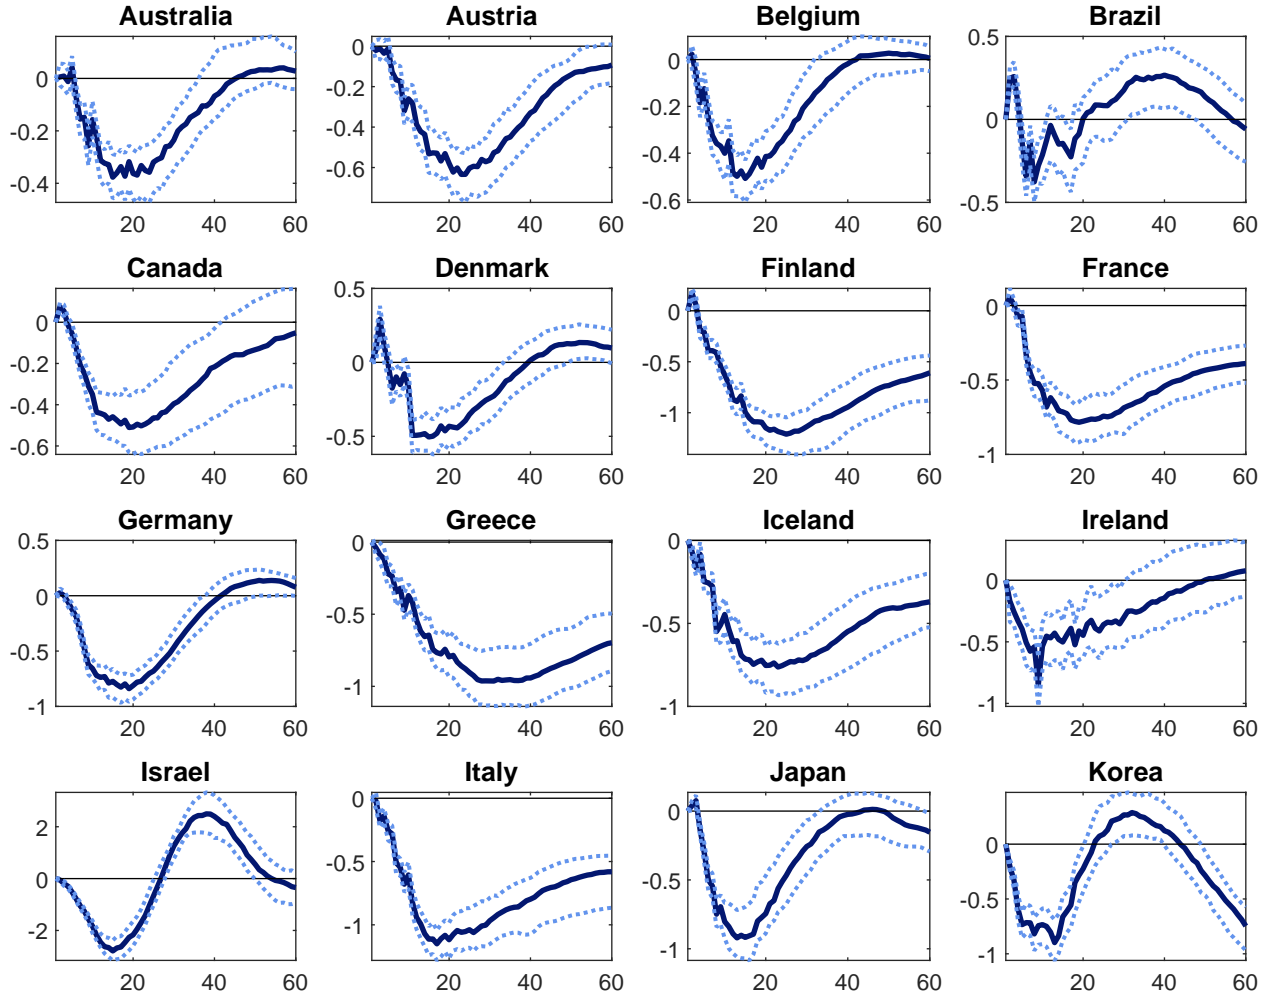 Australia Austria Belgium Brazil
0 0 0 0.5
-0.2 -0.2 -0.2 0
-0.4 -0.4 -0.4 -0.5
-0.6 -0.6
20 40 60 20 40 60 20 40 60 20 40 60
Canada Denmark Finland France
0 0.5 0 0
-0.2 0 -0.5 -0.5
-0.4 -0.5 -1 -1
-0.6
20 40 60 20 40 60 20 40 60 20 40 60
Germany Greece Iceland Ireland
0.5 0 0 0
0 -0.5 -0.5 -0.5
-0.5 -1 -1 -1
-1
20 40 60 20 40 60 20 40 60 20 40 60
Israel Italy Japan Korea
2 0 0 0
0 -0.5 -0.5 -0.5
-2 -1 -1 -1
20 40 60 20 40 60 20 40 60 20 40 60